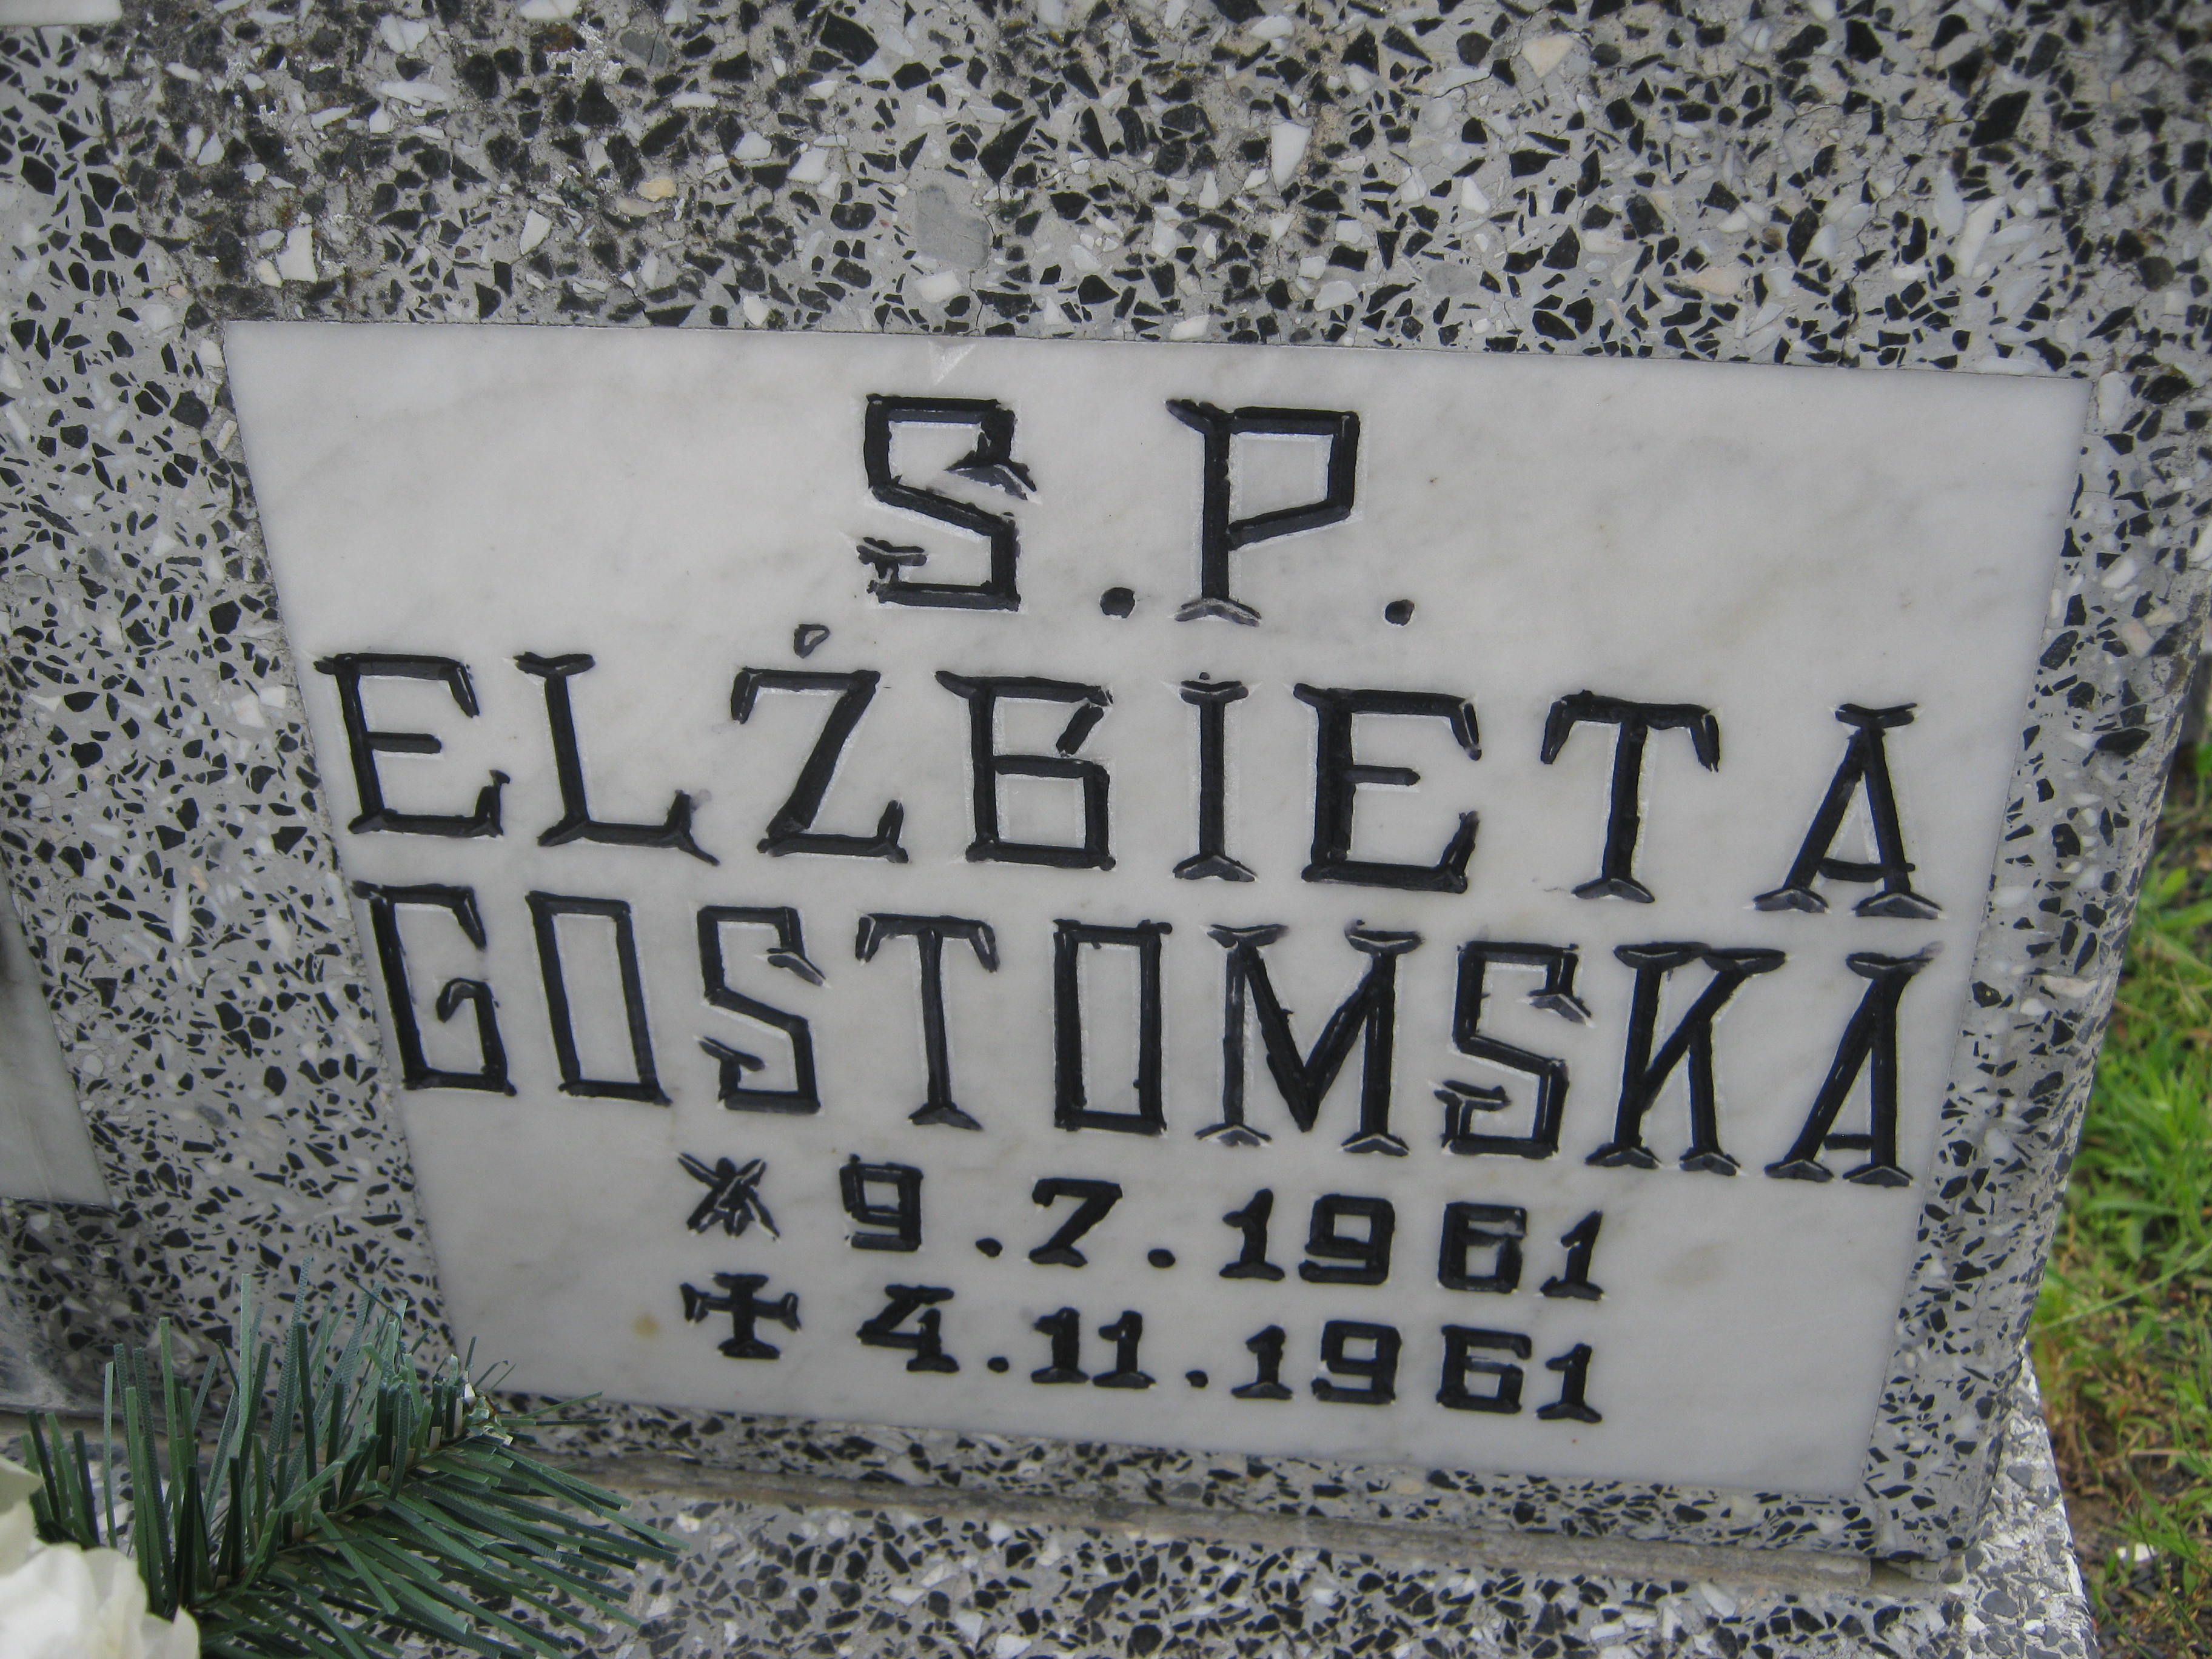 Ś.P.
ELŻBIETA
GOSTOMSKA
* 9.7.1961
✝ 4.11.1961